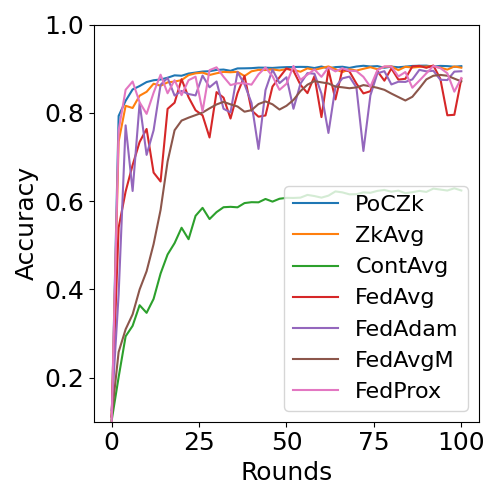 1.0
0.8
0.6
0.4
0.2
Accuracy
0 25 50 75 100
Rounds
PoCZk
ZkAvg
ContAvg
FedAvg
FedAdam
FedAvgM
FedProx